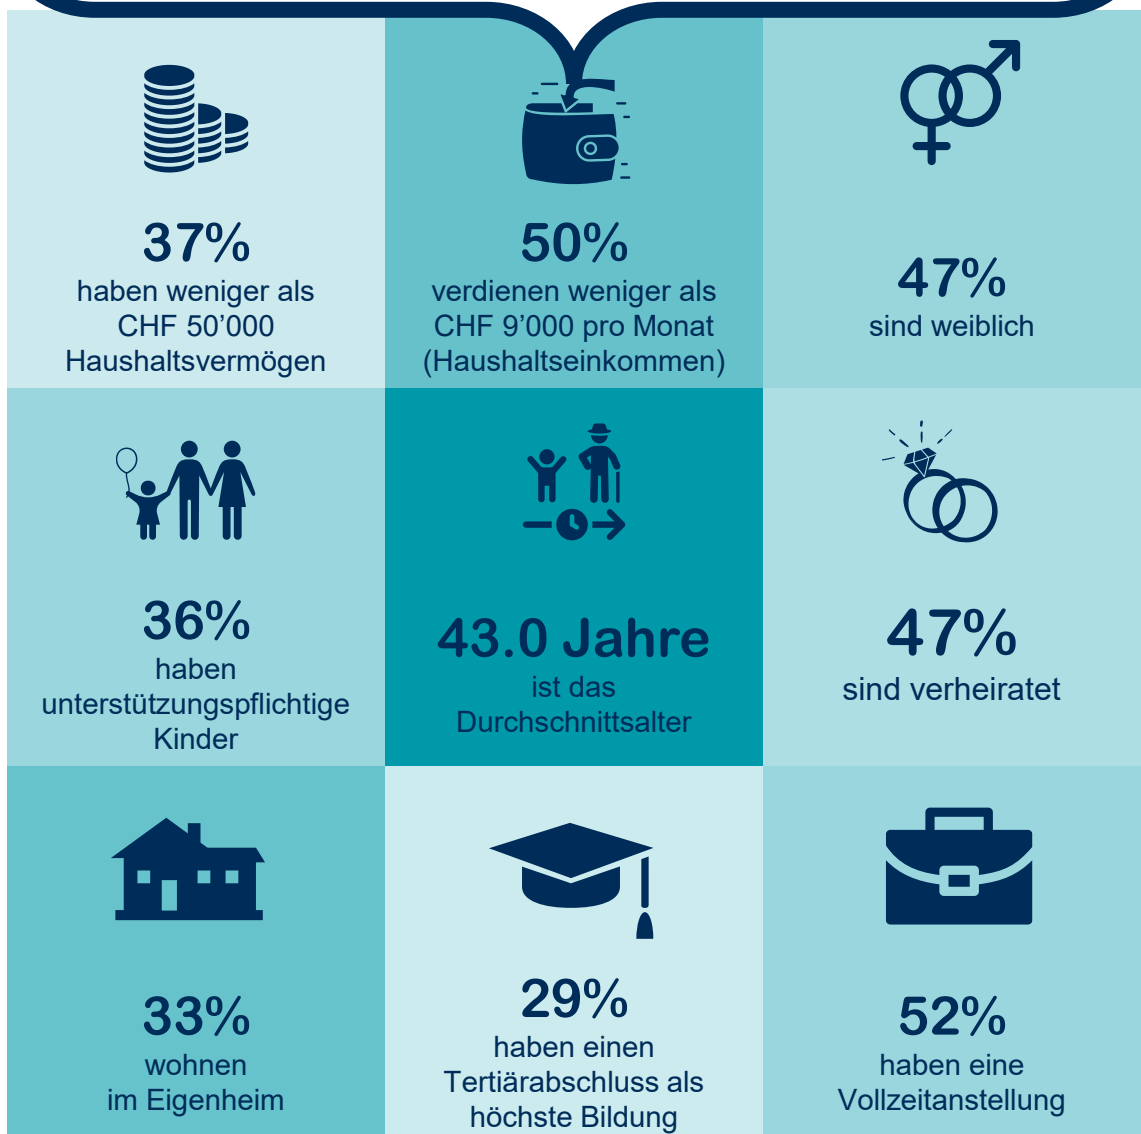 37%
haben weniger als
CHF 50’000
Haushaltsvermögen
50%
verdienen weniger als
CHF 9’000 pro Monat
(Haushaltseinkommen)
47%
sind weiblich
36%
haben
unterstützungspflichtige
Kinder
43.0 Jahre
ist das
Durchschnittsalter
47%
sind verheiratet
33%
wohnen
im Eigenheim
29%
haben einen
Tertiärabschluss als
höchste Bildung
52%
haben eine
Vollzeitanstellung